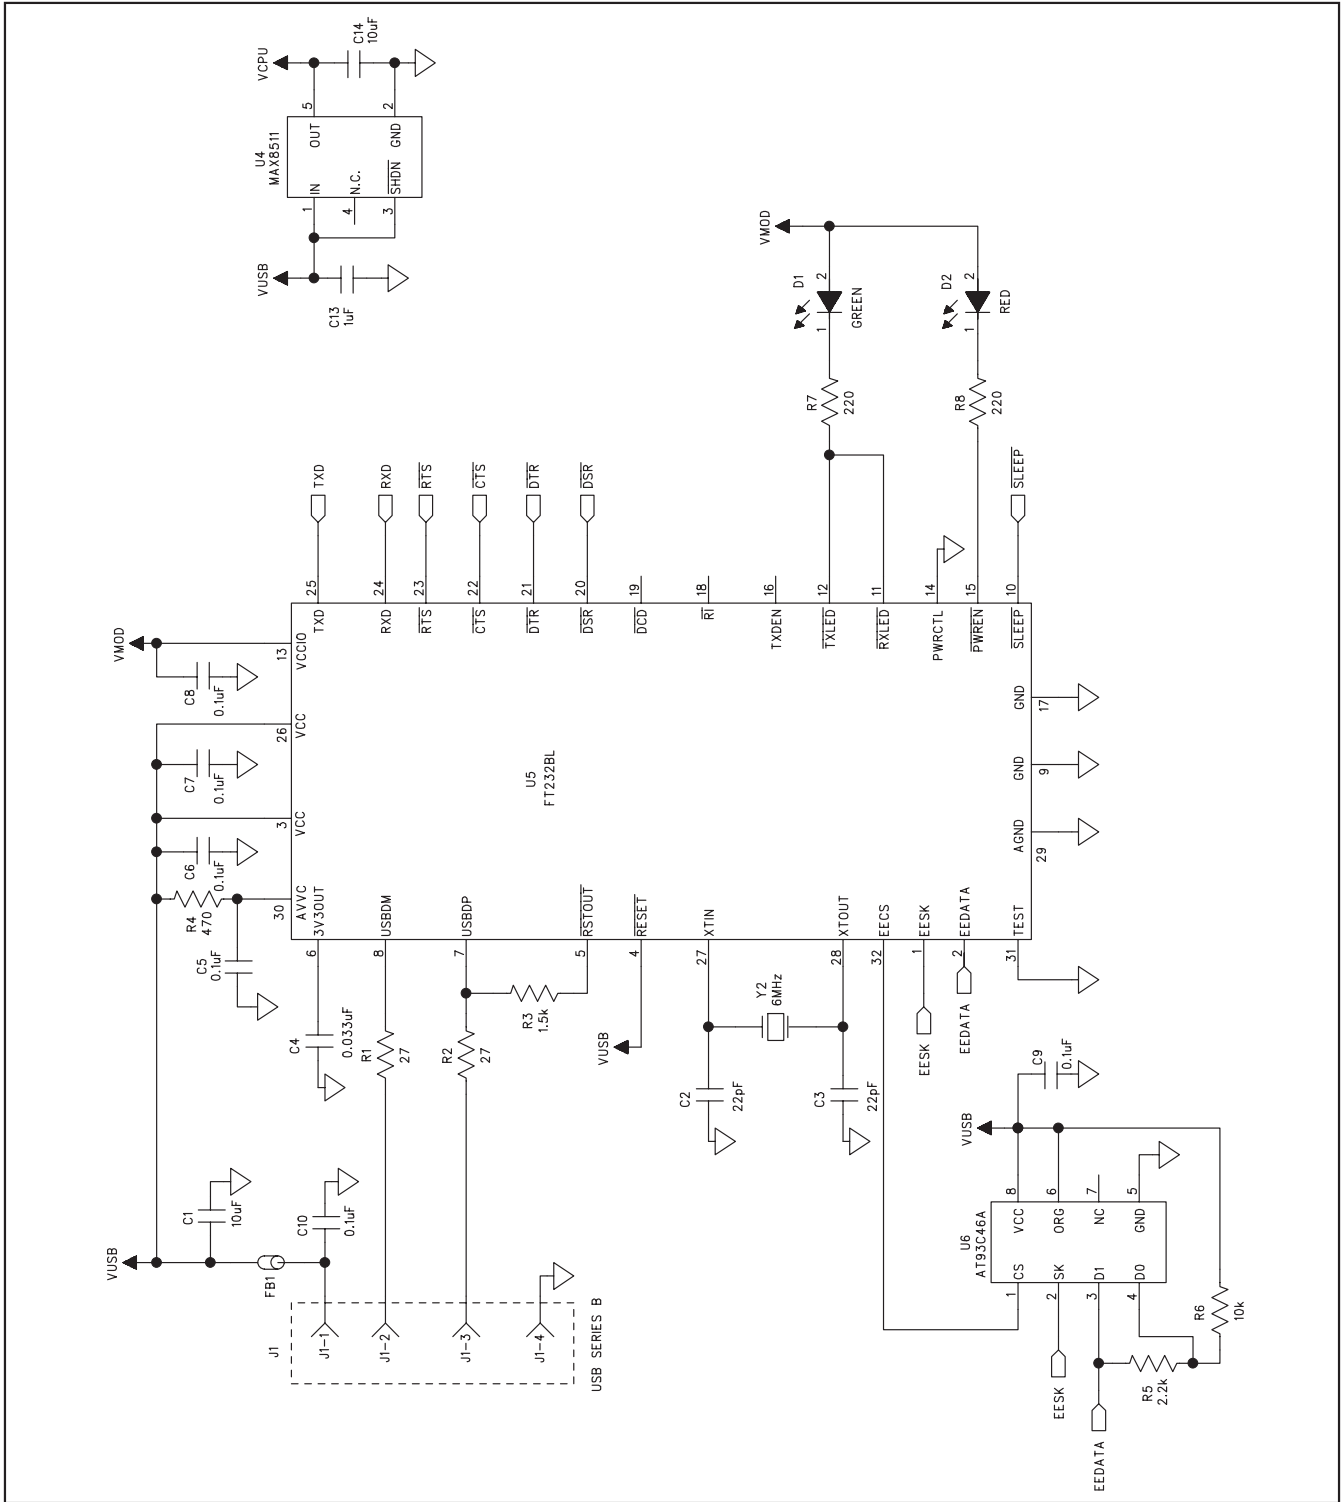 VCPU
C14
10uF
5
2
OUT
GND
U4
MAX8511
IN
N.C.
SHDN
1
4
3
VUSB
C13
1uF
VMOD
D1
2
1
GREEN
D2
2
1
RED
R7
220
R8
220
TXD
RXD
RTS
CTS
DTR
DSR
SLEEP
25
24
23
22
21
20
19
18
16
12
11
14
15
10
TXD
RXD
RTS
CTS
DTR
DSR
DCD
RI
TXDEN
TXLED
RXLED
PWRCTL
PWREN
SLEEP
VMOD
13
VCCIO
C8
0.1uF
26
VCC
C7
0.1uF
3
VCC
C6
0.1uF
R4
470
30
AVVC
C5
0.1uF
U5
FT232BL
GND
17
GND
9
AGND
29
3V3OUT
USBDM
USBDP
RSTOUT
RESET
XTIN
XTOUT
EECS
EESK
EEDATA
TEST
6
8
7
5
4
27
28
32
1
2
31
C4
0.033uF
R1
27
R2
27
R3
1.5k
VUSB
Y2
6MHz
C2
22pF
C3
22pF
EESK
EEDATA
VUSB
C1
10uF
FB1
C10
0.1uF
J1
J1-1
J1-2
J1-3
J1-4
USB SERIES B
VUSB
C9
0.1uF
8
6
7
5
VCC
ORG
NC
GND
U6
AT93C46A
CS
SK
D1
D0
1
2
3
4
R6
10k
R5
2.2k
EESK
EEDATA